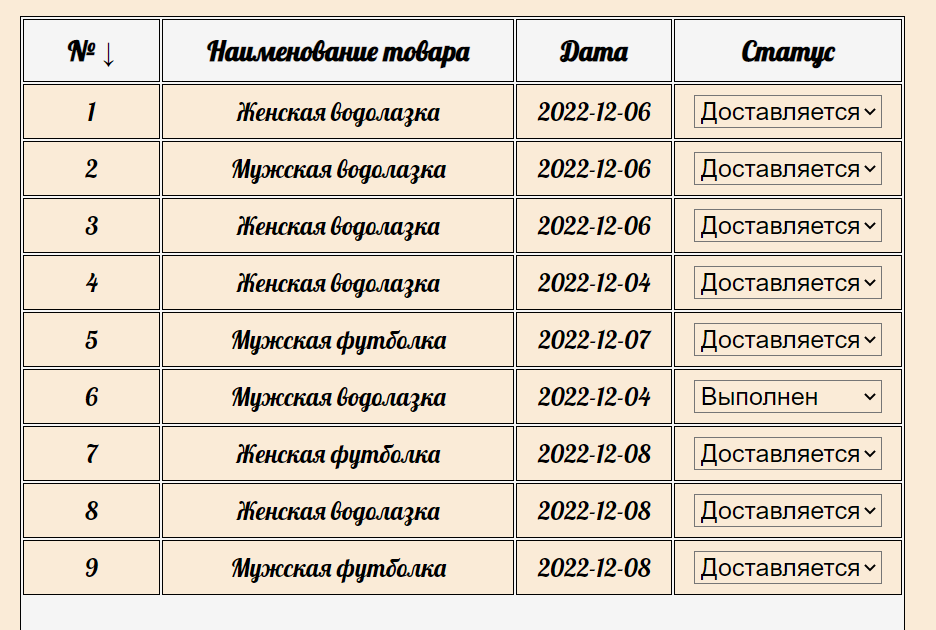 № ↓ Наименование товара Дата Статус
1 Женская водолазка 2022-12-06 Доставляется
2 Мужская водолазка 2022-12-06 Доставляется
3 Женская водолазка 2022-12-06 Доставляется
4 Женская водолазка 2022-12-04 Доставляется
5 Мужская футболка 2022-12-07 Доставляется
6 Мужская водолазка 2022-12-04 Выполнен
7 Женская футболка 2022-12-08 Доставляется
8 Женская водолазка 2022-12-08 Доставляется
9 Мужская футболка 2022-12-08 Доставляется